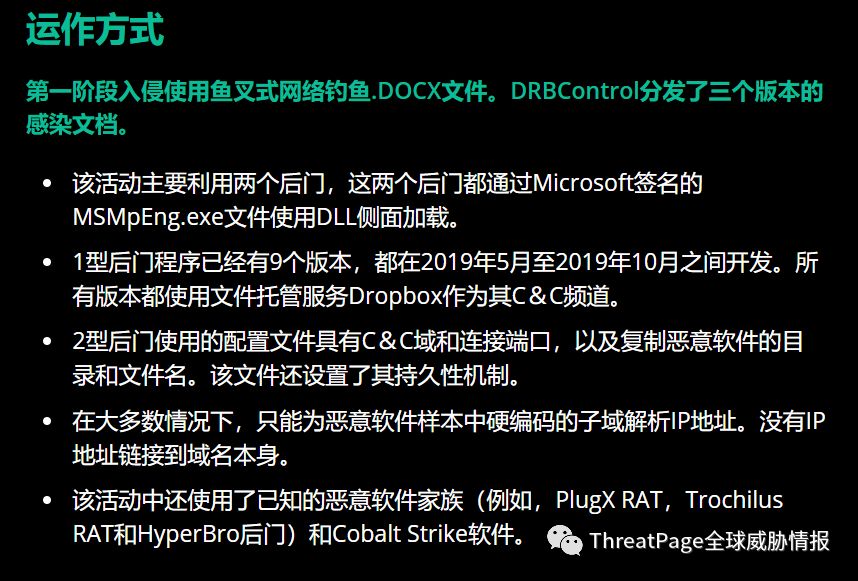 运作方式
第一阶段入侵使用鱼叉式网络钓鱼.DOCX文件。DRBControl分发了三个版本的
感染文档。
• 该活动主要利用两个后门，这两个后门都通过Microsoft签名的
MSMpEng.exe文件使用DLL侧面加载。
• 1型后门程序已经有9个版本，都在2019年5月至2019年10月之间开发。所
有版本都使用文件托管服务Dropbox作为其C＆C频道。
• 2型后门使用的配置文件具有C＆C域和连接端口，以及复制恶意软件的目
录和文件名。该文件还设置了其持久性机制。
• 在大多数情况下，只能为恶意软件样本中硬编码的子域解析IP地址。没有IP
地址链接到域名本身。
• 该活动中还使用了已知的恶意软件家族（例如，PlugX RAT，Trochilus
RAT和HyperBro后门）和Cobalt Strike软件。
ThreatPage全球威胁情报